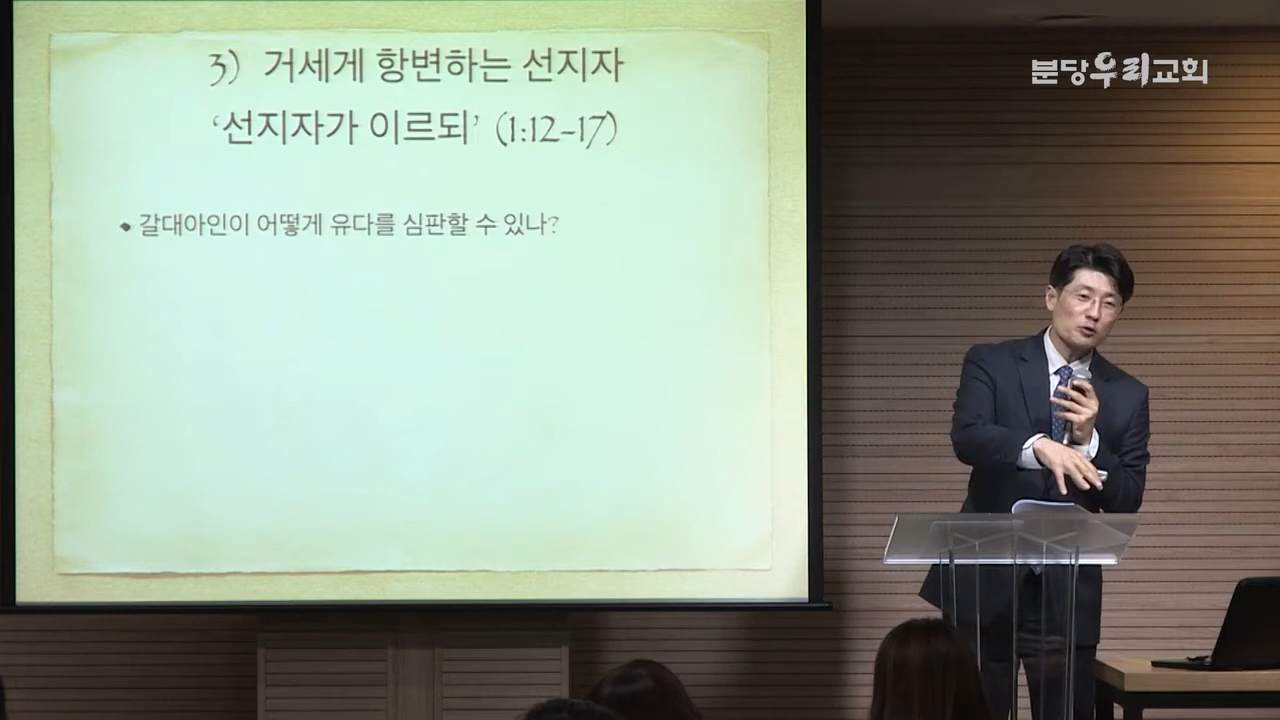 3) 거세게 항변하는 선지자
‘선지자가 이르되’ (1:12-17)
• 갈대아인이 어떻게 유다를 심판할 수 있나?
분당우리교회